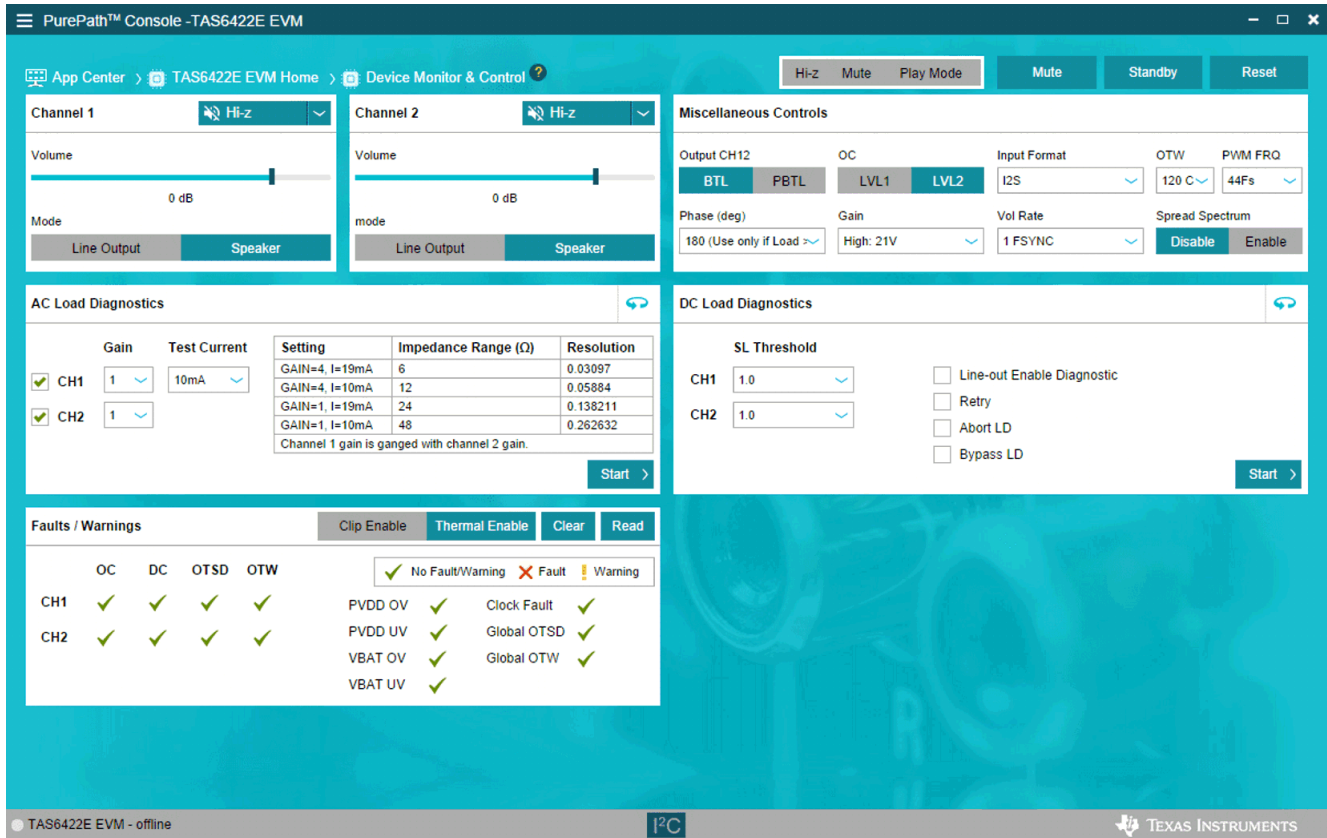 PurePath™ Console -TAS6422E EVM
App Center > TAS6422E EVM Home > Device Monitor & Control ?
Hi-z Mute Play Mode
Mute
Standby
Reset
Channel 1
Hi-z
Volume
0 dB
Mode
Line Output Speaker
Channel 2
Hi-z
Volume
0 dB
mode
Line Output Speaker
Miscellaneous Controls
Output CH12 OC Input Format OTW PWM FRQ
BTL PBTL LVL1 LVL2 I2S 120 C 44Fs
Phase (deg) Gain Vol Rate Spread Spectrum
180 (Use only if Load > High: 21V 1 FSYNC Disable Enable
AC Load Diagnostics
Gain Test Current
CH1 1 10mA
CH2 1
Setting Impedance Range (Ω) Resolution
GAIN=4, I=19mA 6 0.03097
GAIN=4, I=10mA 12 0.05884
GAIN=1, I=19mA 24 0.138211
GAIN=1, I=10mA 48 0.262632
Channel 1 gain is ganged with channel 2 gain.
Start >
DC Load Diagnostics
SL Threshold
CH1 1.0
CH2 1.0
Line-out Enable Diagnostic
Retry
Abort LD
Bypass LD
Start >
Faults / Warnings
Clip Enable Thermal Enable Clear Read
OC DC OTSD OTW
CH1
CH2
No Fault/Warning Fault Warning
PVDD OV Clock Fault
PVDD UV Global OTSD
VBAT OV Global OTW
VBAT UV
TAS6422E EVM - offline
I²C
TEXAS INSTRUMENTS